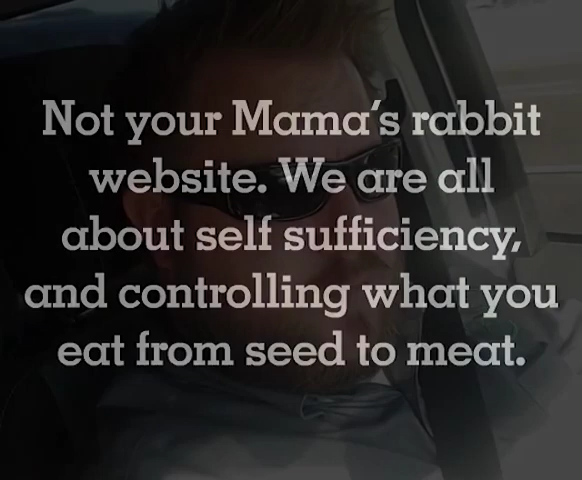 Not your Mama's rabbit
website. We are all
about self sufficiency,
and controlling what you
eat from seed to meat.